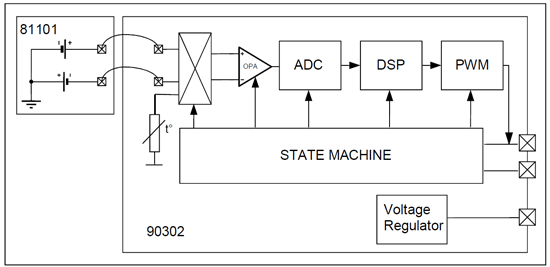 81101
- +
+ -
+
-
OPA
ADC
DSP
PWM
t°
STATE MACHINE
Voltage
Regulator
90302